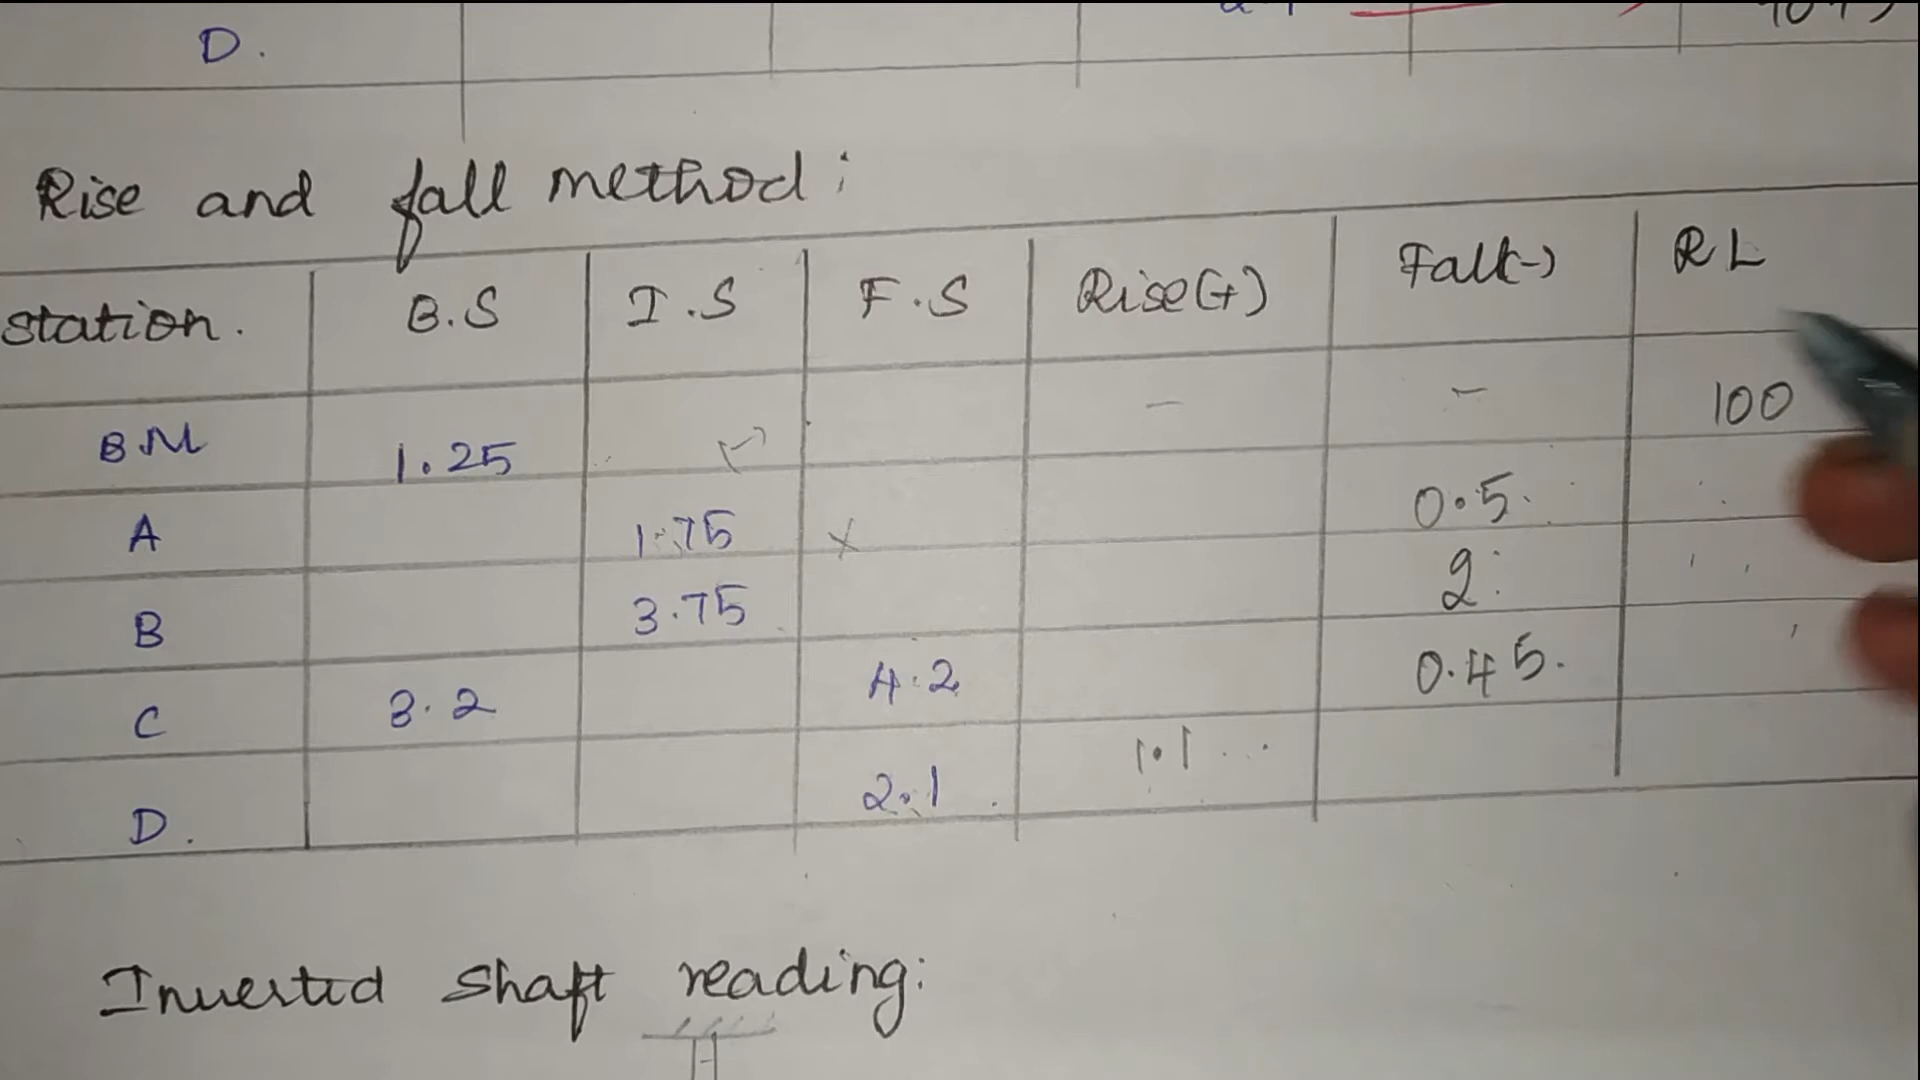 D.
Rise and fall method:
station. B.S I.S F.S Rise(+) Fall(-) RL
BM 1.25 - - 100
A 1.75 x 0.5.
B 3.75 2.
C 3.2 4.2 0.45.
D. 2.1 1.1
Inverted Shaft reading: